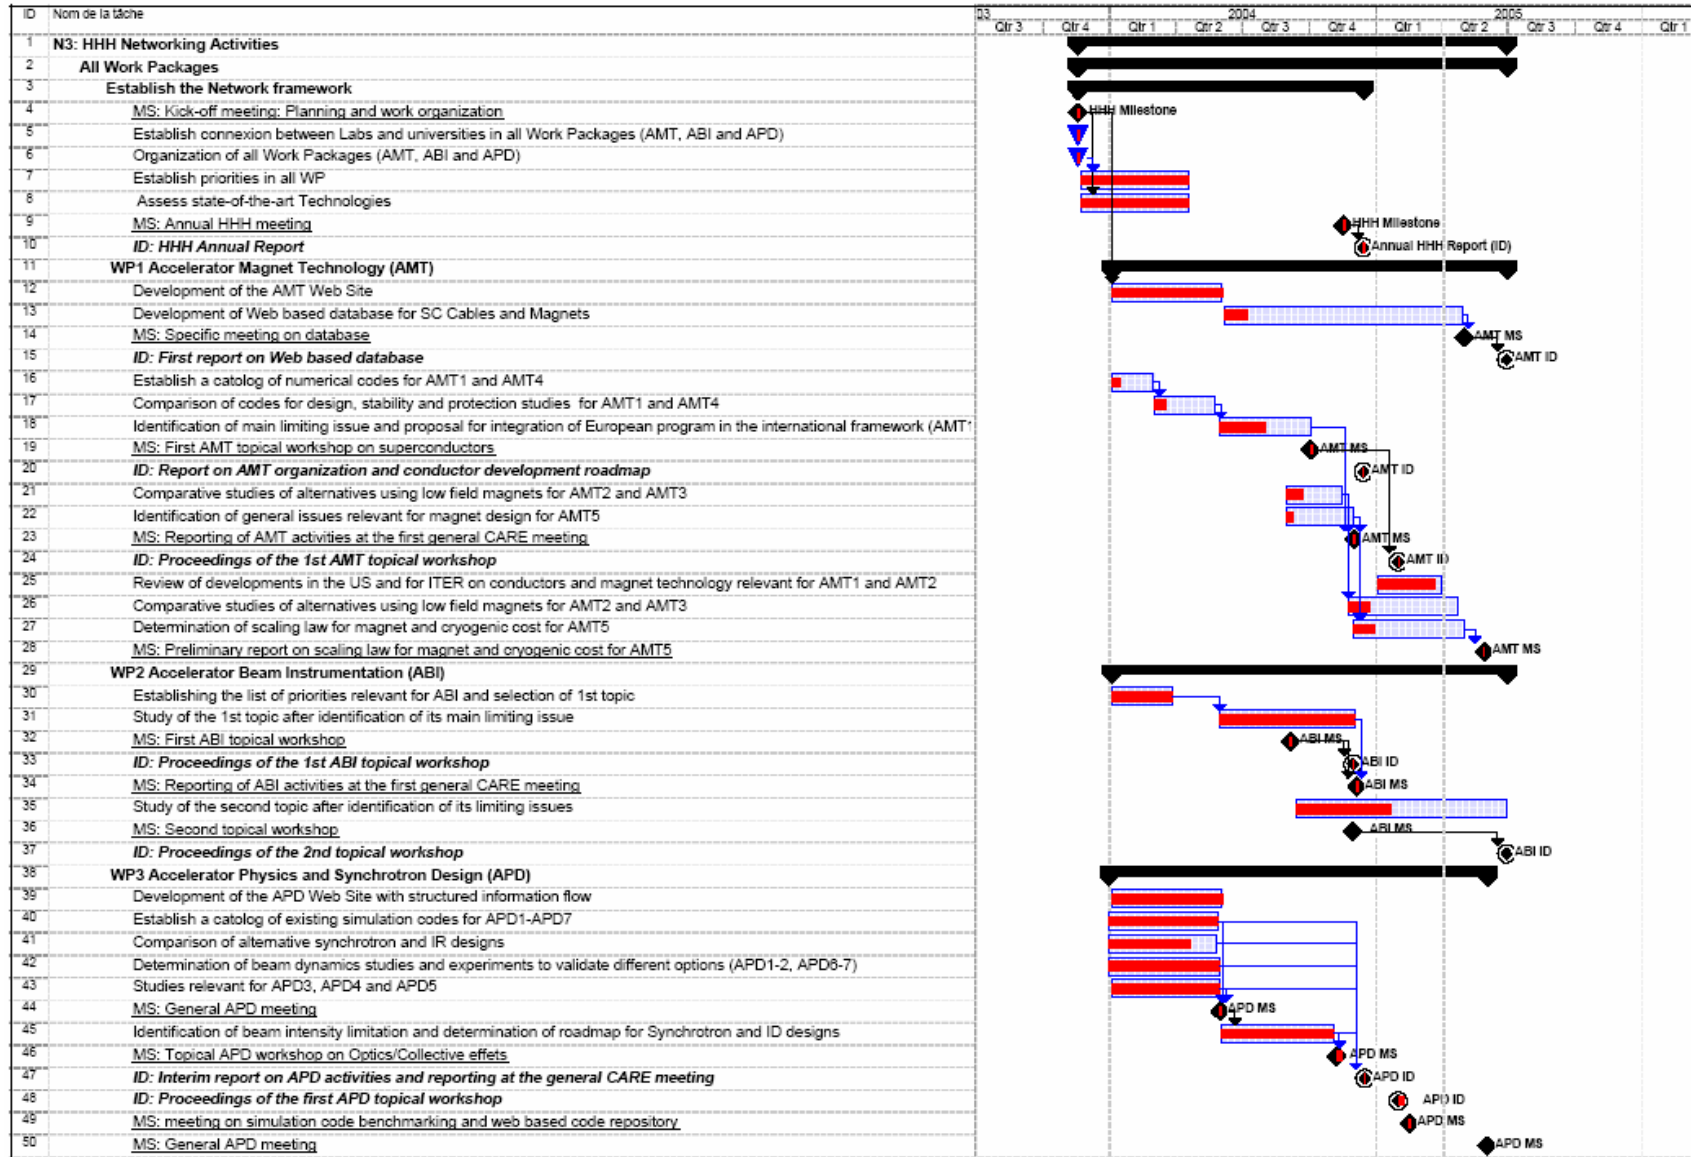 ID Nom de la tâche 03 2004 2005
Qtr 3 Qtr 4 Qtr 1 Qtr 2 Qtr 3 Qtr 4 Qtr 1 Qtr 2 Qtr 3 Qtr 4 Qtr 1
1 N3: HHH Networking Activities
2 All Work Packages
3 Establish the Network framework
4 MS: Kick-off meeting: Planning and work organization HHH Milestone
5 Establish connexion between Labs and universities in all Work Packages (AMT, ABI and APD)
6 Organization of all Work Packages (AMT, ABI and APD)
7 Establish priorities in all WP
8 Assess state-of-the-art Technologies
9 MS: Annual HHH meeting HHH Milestone
10 ID: HHH Annual Report Annual HHH Report (ID)
11 WP1 Accelerator Magnet Technology (AMT)
12 Development of the AMT Web Site
13 Development of Web based database for SC Cables and Magnets
14 MS: Specific meeting on database AMT MS
15 ID: First report on Web based database AMT ID
16 Establish a catolog of numerical codes for AMT1 and AMT4
17 Comparison of codes for design, stability and protection studies for AMT1 and AMT4
18 Identification of main limiting issue and proposal for integration of European program in the international framework (AMT1
19 MS: First AMT topical workshop on superconductors AMT MS
20 ID: Report on AMT organization and conductor development roadmap AMT ID
21 Comparative studies of alternatives using low field magnets for AMT2 and AMT3
22 Identification of general issues relevant for magnet design for AMT5
23 MS: Reporting of AMT activities at the first general CARE meeting AMT MS
24 ID: Proceedings of the 1st AMT topical workshop AMT ID
25 Review of developments in the US and for ITER on conductors and magnet technology relevant for AMT1 and AMT2
26 Comparative studies of alternatives using low field magnets for AMT2 and AMT3
27 Determination of scaling law for magnet and cryogenic cost for AMT5
28 MS: Preliminary report on scaling law for magnet and cryogenic cost for AMT5 AMT MS
29 WP2 Accelerator Beam Instrumentation (ABI)
30 Establishing the list of priorities relevant for ABI and selection of 1st topic
31 Study of the 1st topic after identification of its main limiting issue
32 MS: First ABI topical workshop ABI MS
33 ID: Proceedings of the 1st ABI topical workshop ABI ID
34 MS: Reporting of ABI activities at the first general CARE meeting ABI MS
35 Study of the second topic after identification of its limiting issues
36 MS: Second topical workshop ABI MS
37 ID: Proceedings of the 2nd topical workshop ABI ID
38 WP3 Accelerator Physics and Synchrotron Design (APD)
39 Development of the APD Web Site with structured information flow
40 Establish a catolog of existing simulation codes for APD1-APD7
41 Comparison of alternative synchrotron and IR designs
42 Determination of beam dynamics studies and experiments to validate different options (APD1-2, APD6-7)
43 Studies relevant for APD3, APD4 and APD5
44 MS: General APD meeting APD MS
45 Identification of beam intensity limitation and determination of roadmap for Synchrotron and ID designs
46 MS: Topical APD workshop on Optics/Collective effets APD MS
47 ID: Interim report on APD activities and reporting at the general CARE meeting APD ID
48 ID: Proceedings of the first APD topical workshop APD ID
49 MS: meeting on simulation code benchmarking and web based code repository APD MS
50 MS: General APD meeting APD MS